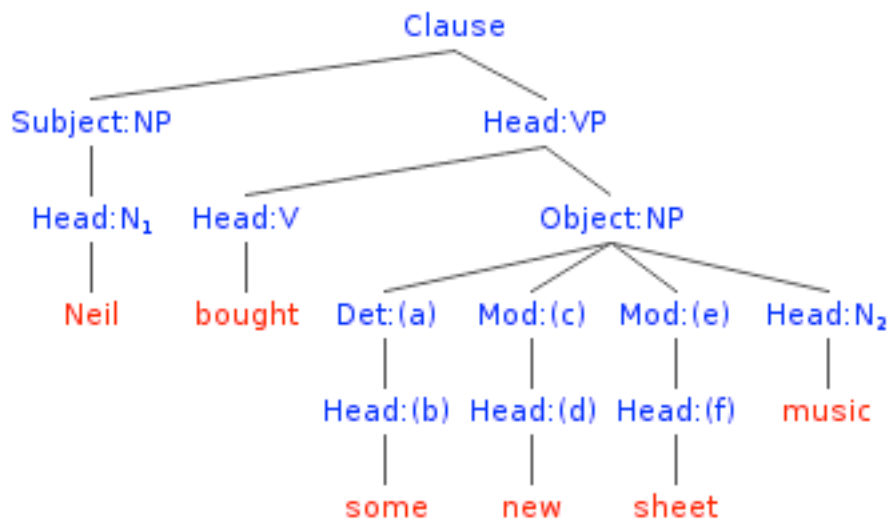 Clause
Subject:NP Head:VP
Head:N₁ Head:V Object:NP
Neil bought Det:(a) Mod:(c) Mod:(e) Head:N₂
Head:(b) Head:(d) Head:(f) music
some new sheet